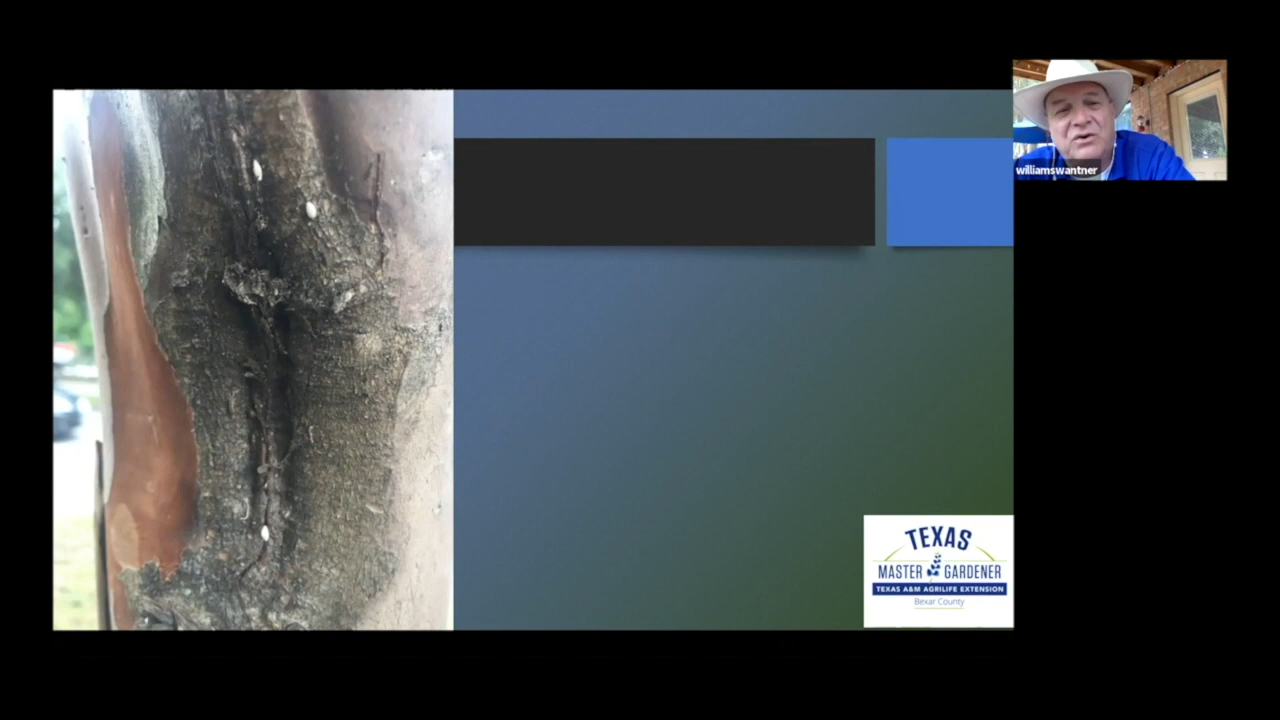 williamswantner
TEXAS
MASTER GARDENER
TEXAS A&M AGRILIFE EXTENSION
Bexar County